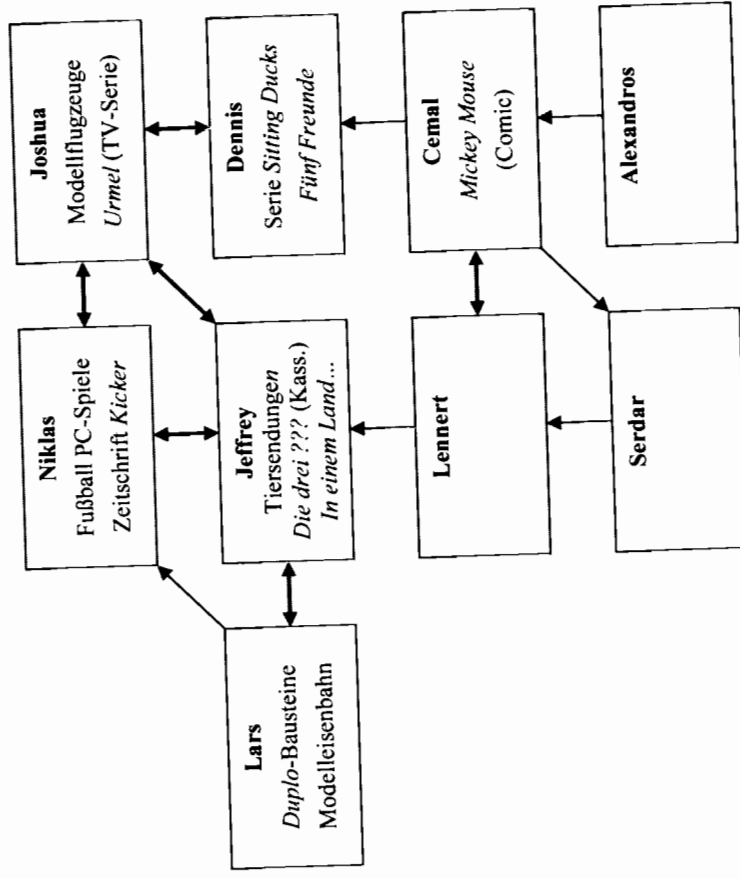 Joshua
Modellflugzeuge
Urmel (TV-Serie)
Niklas
Fußball PC-Spiele
Zeitschrift Kicker
Dennis
Serie Sitting Ducks
Fünf Freunde
Jeffrey
Tiersendungen
Die drei ??? (Kass.)
In einem Land...
Lars
Duplo-Bausteine
Modelleisenbahn
Cemal
Mickey Mouse
(Comic)
Lennert
Alexandros
Serdar